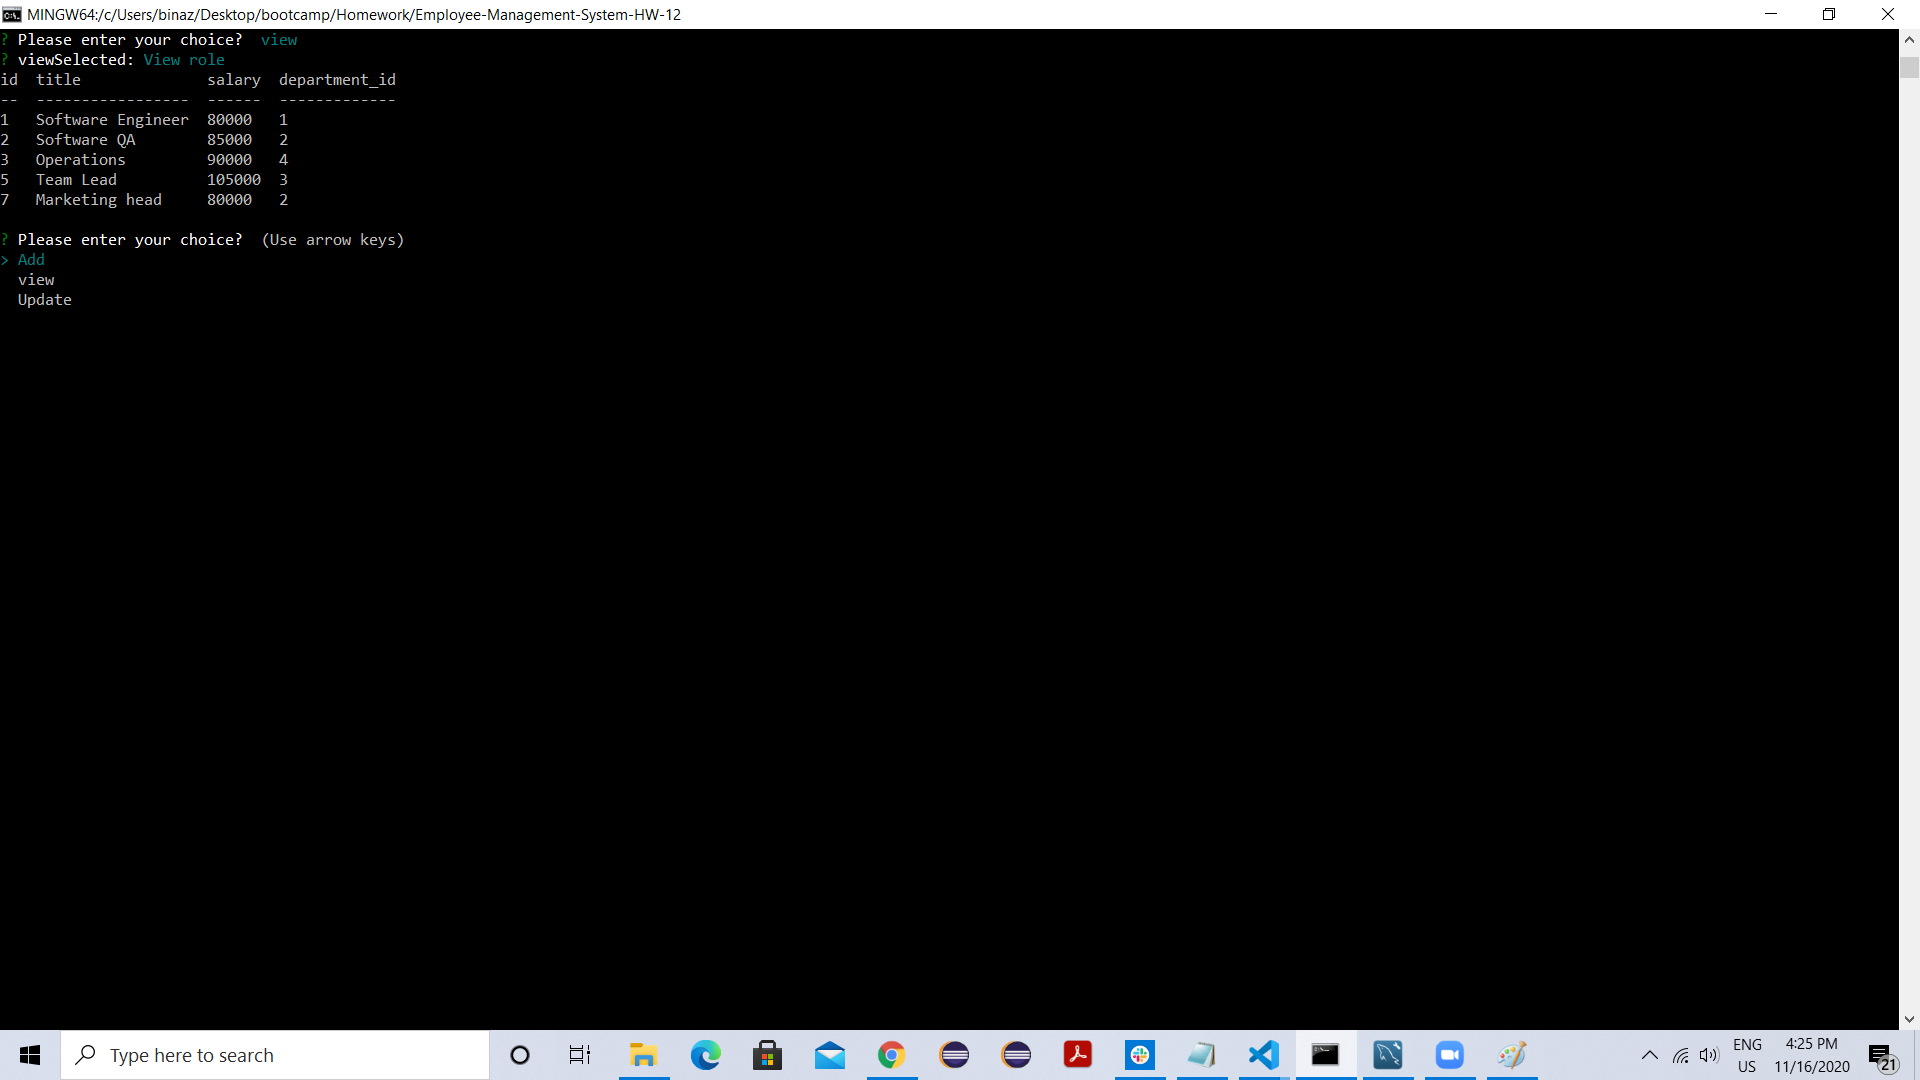 MINGW64:/c/Users/binaz/Desktop/bootcamp/Homework/Employee-Management-System-HW-12
? Please enter your choice?  view
? viewSelected: View role
id  title              salary  department_id
--  -----------------  ------  -------------
1   Software Engineer  80000   1
2   Software QA        85000   2
3   Operations         90000   4
5   Team Lead          105000  3
7   Marketing head     80000   2
? Please enter your choice?  (Use arrow keys)
> Add
  view
  Update
Type here to search
ENG
US
4:25 PM
11/16/2020
21